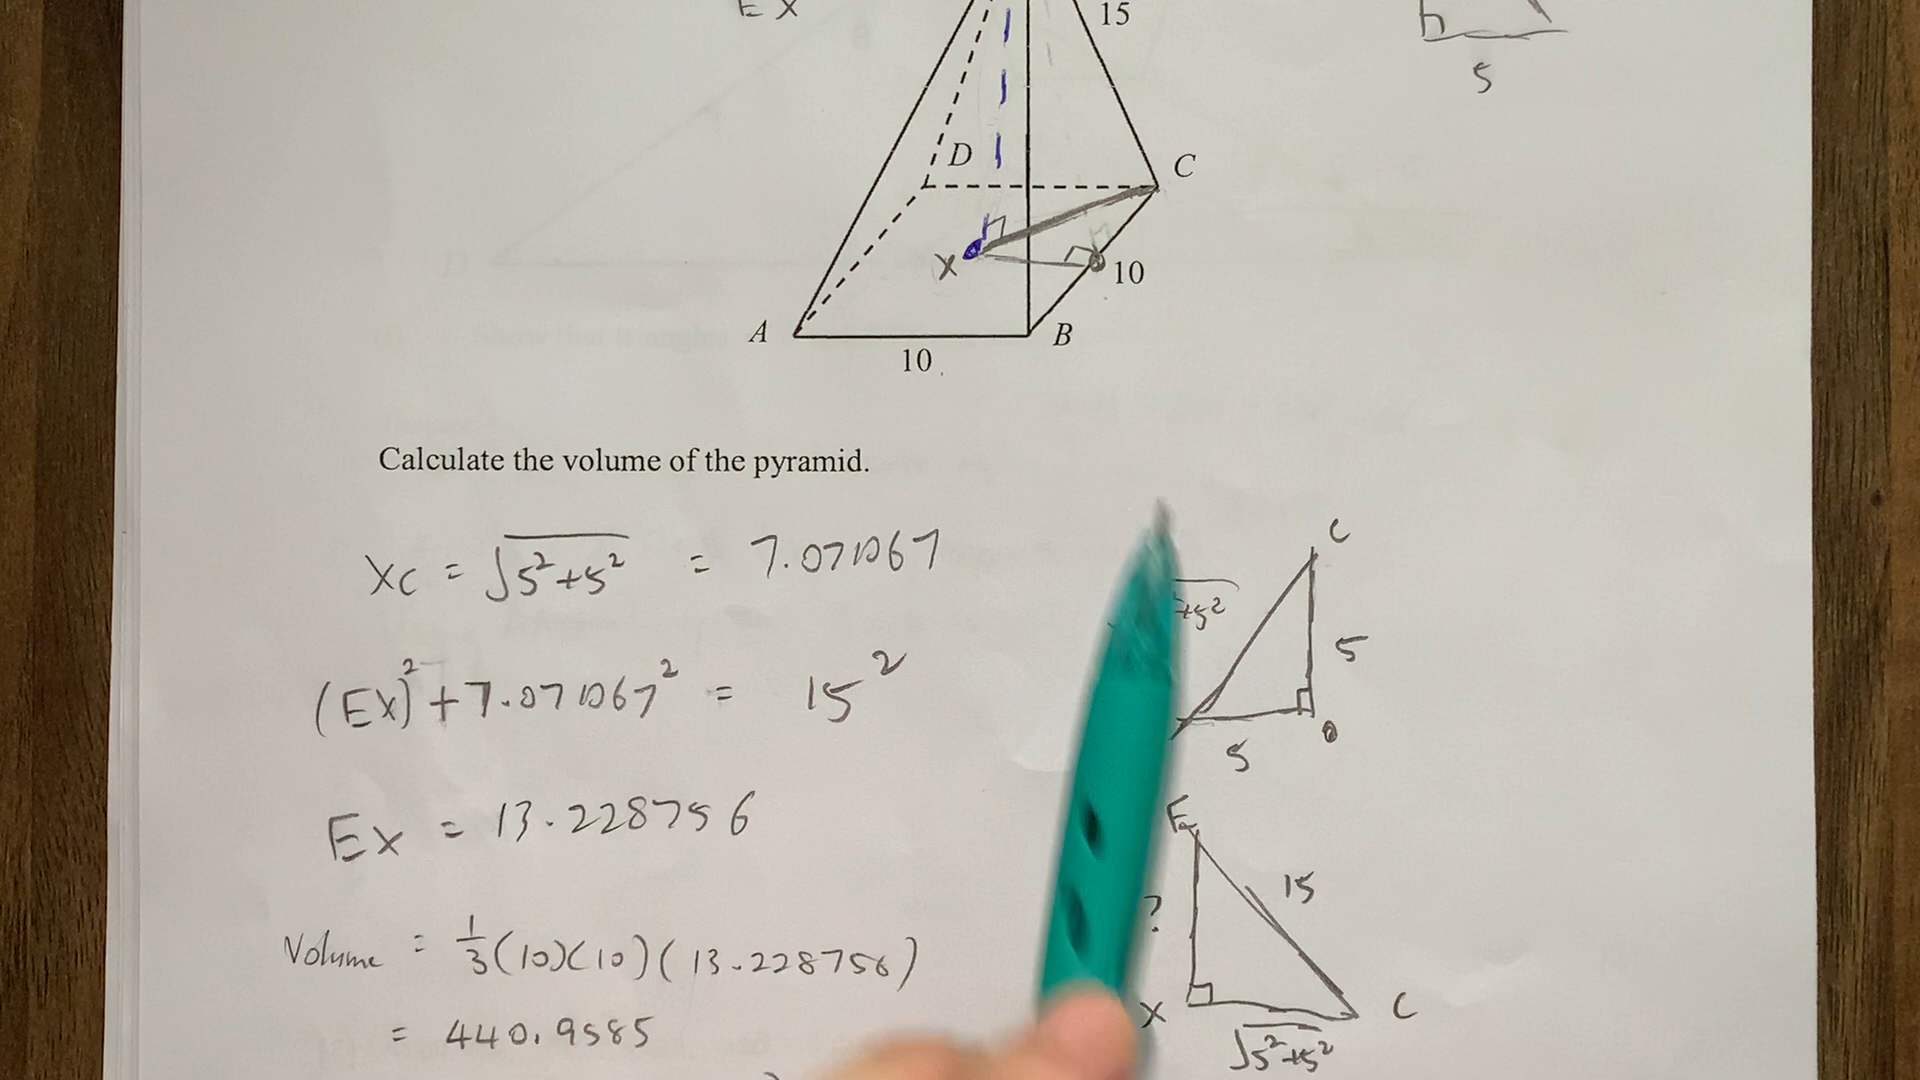 E X
15
5
D
C
X
10
A
B
10
Calculate the volume of the pyramid.
XC = √5²+5² = 7.071067
(EX)² + 7.071067² = 15²
EX = 13.228756
Volume = 1/3 (10)(10)(13.228756)
= 440.9585
C
+5²
5
5
E
15
?
X
C
√5²+5²